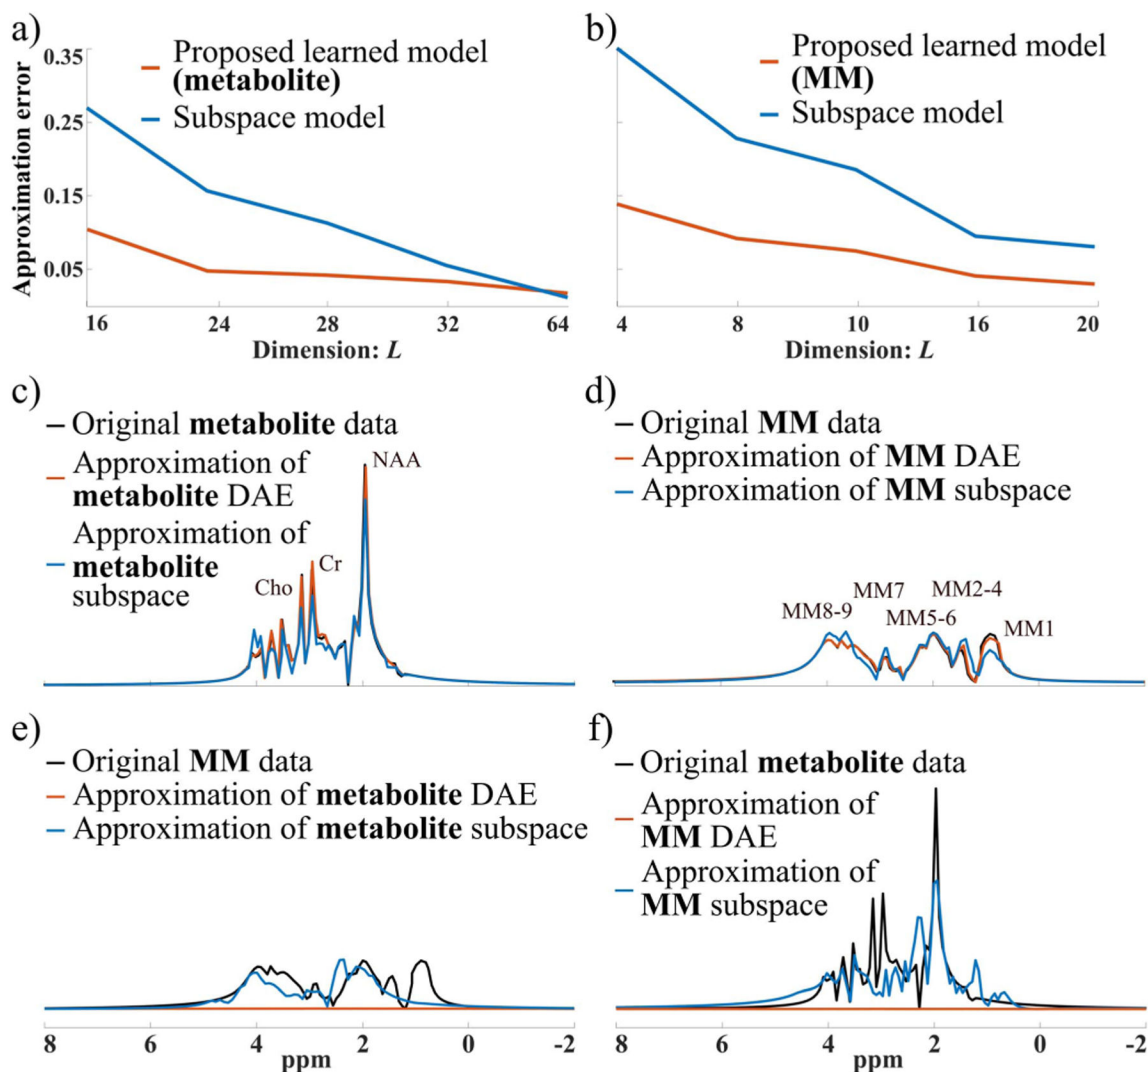 a)
Proposed learned model
(metabolite)
Subspace model
0.35
0.25
0.15
0.05
Approximation error
16 24 28 32 64
Dimension: L
b)
Proposed learned model
(MM)
Subspace model
4 8 10 16 20
Dimension: L
c)
Original metabolite data
Approximation of
metabolite DAE
Approximation of
metabolite
subspace
NAA
Cr
Cho
d)
Original MM data
Approximation of MM DAE
Approximation of MM subspace
MM8-9
MM7
MM5-6
MM2-4
MM1
e)
Original MM data
Approximation of metabolite DAE
Approximation of metabolite subspace
8 6 4 2 0 -2
ppm
f)
Original metabolite data
Approximation of
MM DAE
Approximation of
MM subspace
8 6 4 2 0 -2
ppm